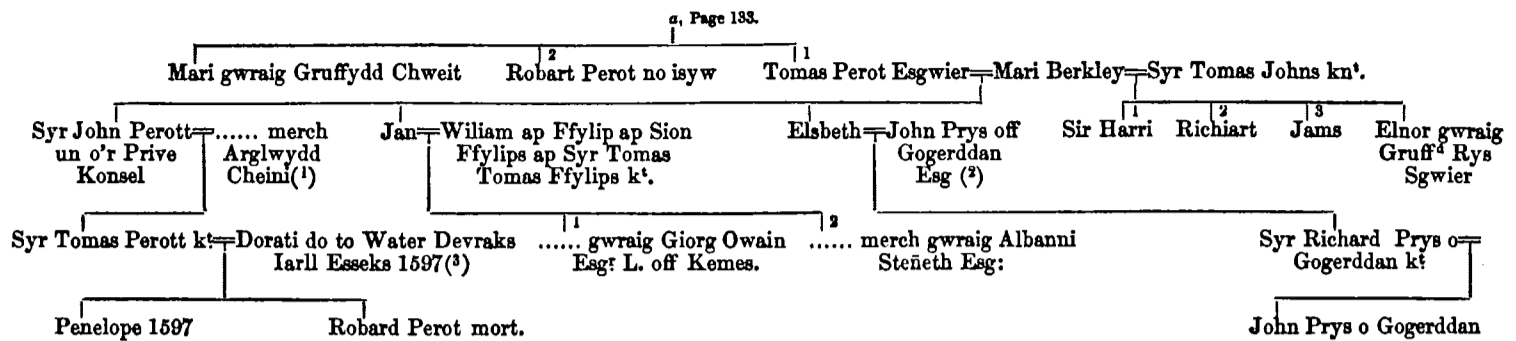 a, Page 133.
Mari gwraig Gruffydd Chweit
2
Robart Perot no isyw
1
Tomas Perot Esgwier=Mari Berkley=Syr Tomas Johns knᵗ.
Syr John Perott=...... merch
un o'r Prive Arglwydd
Konsel Cheini(¹)
Jan=Wiliam ap Ffylip ap Sion
Ffylips ap Syr Tomas
Tomas Ffylips kᵗ.
Elsbeth=John Prys off
Gogerddan
Esg (²)
1
Sir Harri
2
Richiart
3
Jams
Elnor gwraig
Gruffᵈ Rys
Sgwier
Syr Tomas Perott kᵗ=Dorati do to Water Devraks
Iarll Esseks 1597(³)
1
...... gwraig Giorg Owain
Esgʳ. L. off Kemes.
2
...... merch gwraig Albanni
Steñeth Esg:
Syr Richard Prys o=
Gogerddan kᵗ.
Penelope 1597
Robard Perot mort.
John Prys o Gogerddan